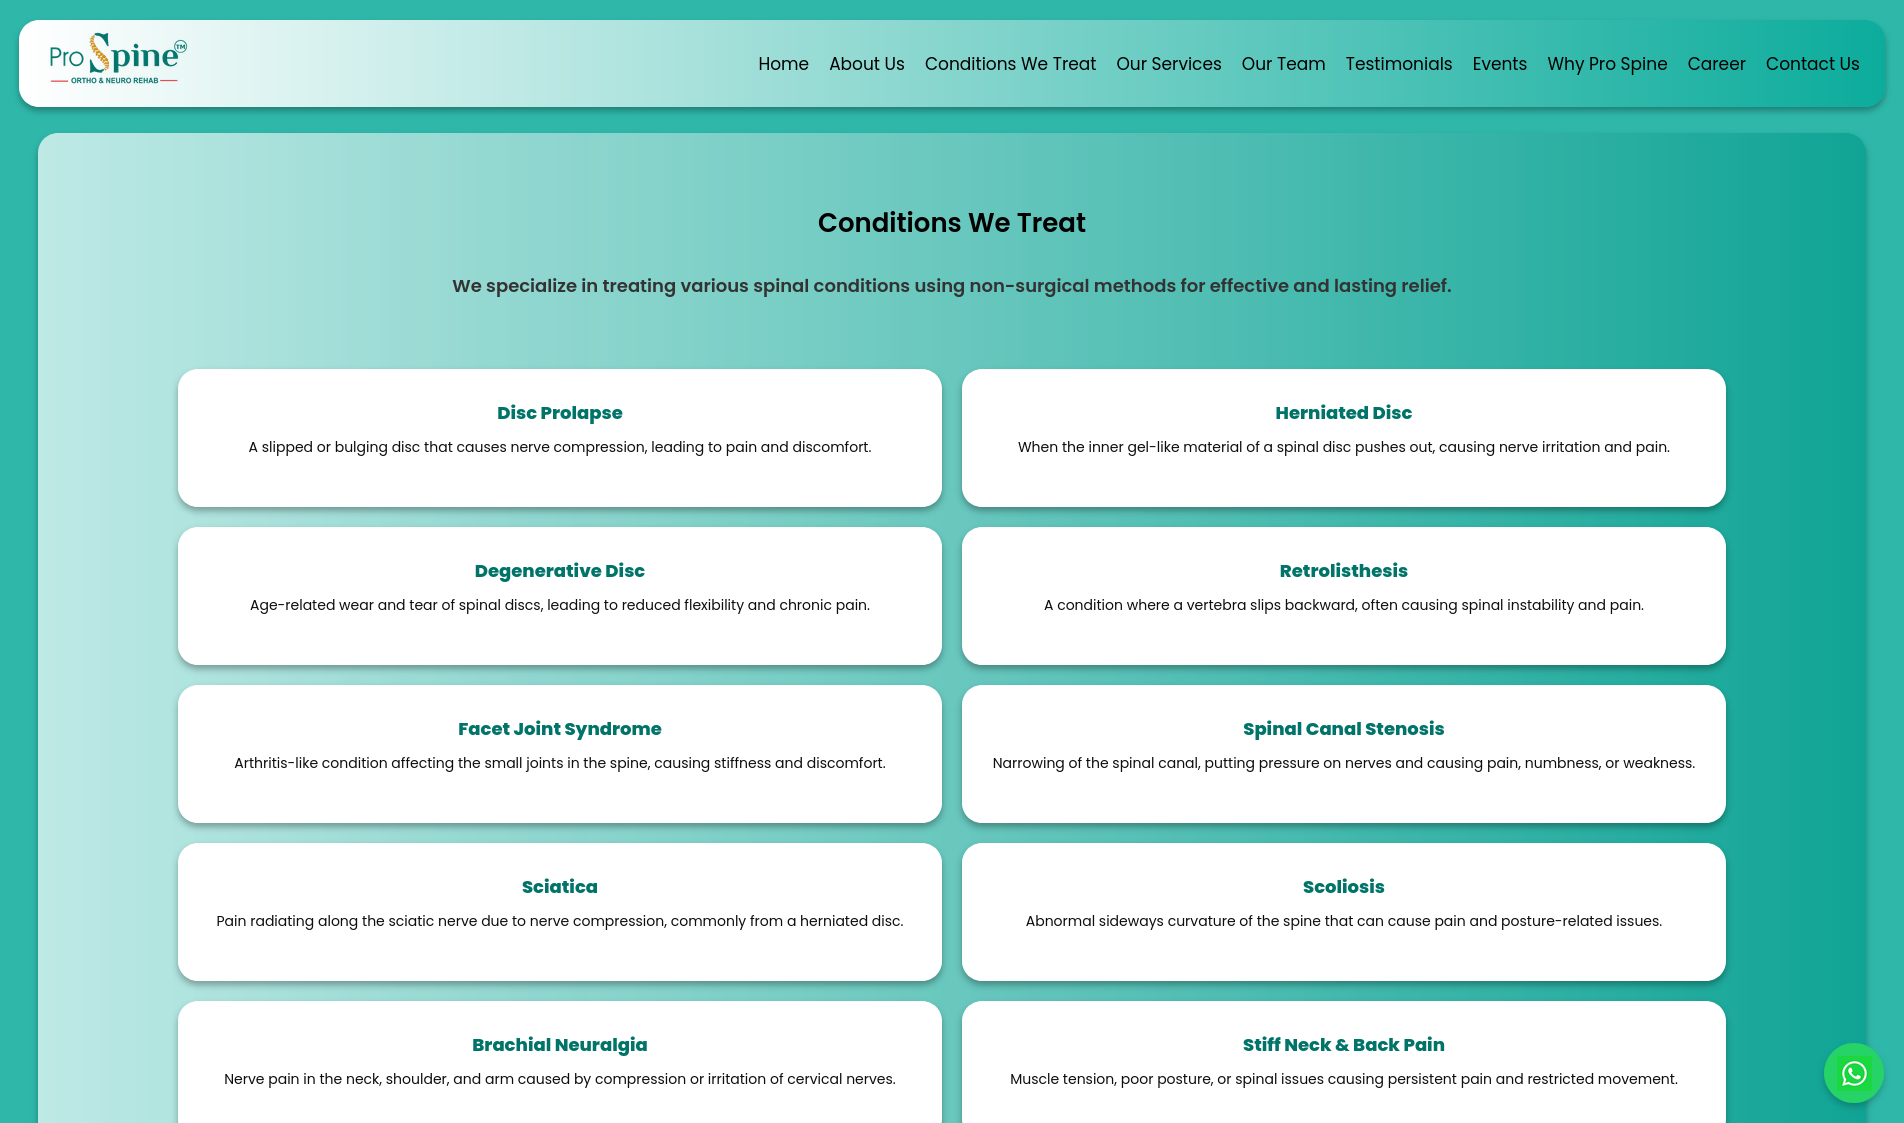 Pro Spine TM
ORTHO & NEURO REHAB
Home About Us Conditions We Treat Our Services Our Team Testimonials Events Why Pro Spine Career Contact Us
Conditions We Treat
We specialize in treating various spinal conditions using non-surgical methods for effective and lasting relief.
Disc Prolapse
A slipped or bulging disc that causes nerve compression, leading to pain and discomfort.
Herniated Disc
When the inner gel-like material of a spinal disc pushes out, causing nerve irritation and pain.
Degenerative Disc
Age-related wear and tear of spinal discs, leading to reduced flexibility and chronic pain.
Retrolisthesis
A condition where a vertebra slips backward, often causing spinal instability and pain.
Facet Joint Syndrome
Arthritis-like condition affecting the small joints in the spine, causing stiffness and discomfort.
Spinal Canal Stenosis
Narrowing of the spinal canal, putting pressure on nerves and causing pain, numbness, or weakness.
Sciatica
Pain radiating along the sciatic nerve due to nerve compression, commonly from a herniated disc.
Scoliosis
Abnormal sideways curvature of the spine that can cause pain and posture-related issues.
Brachial Neuralgia
Nerve pain in the neck, shoulder, and arm caused by compression or irritation of cervical nerves.
Stiff Neck & Back Pain
Muscle tension, poor posture, or spinal issues causing persistent pain and restricted movement.